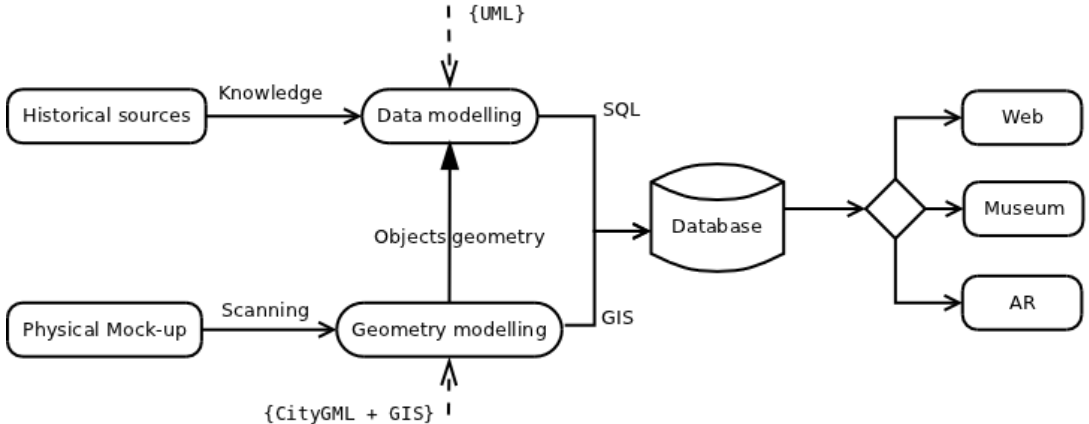 {UML}
Historical sources
Knowledge
Data modelling
SQL
Web
Objects geometry
Database
Museum
Physical Mock-up
Scanning
Geometry modelling
GIS
AR
{CityGML + GIS}